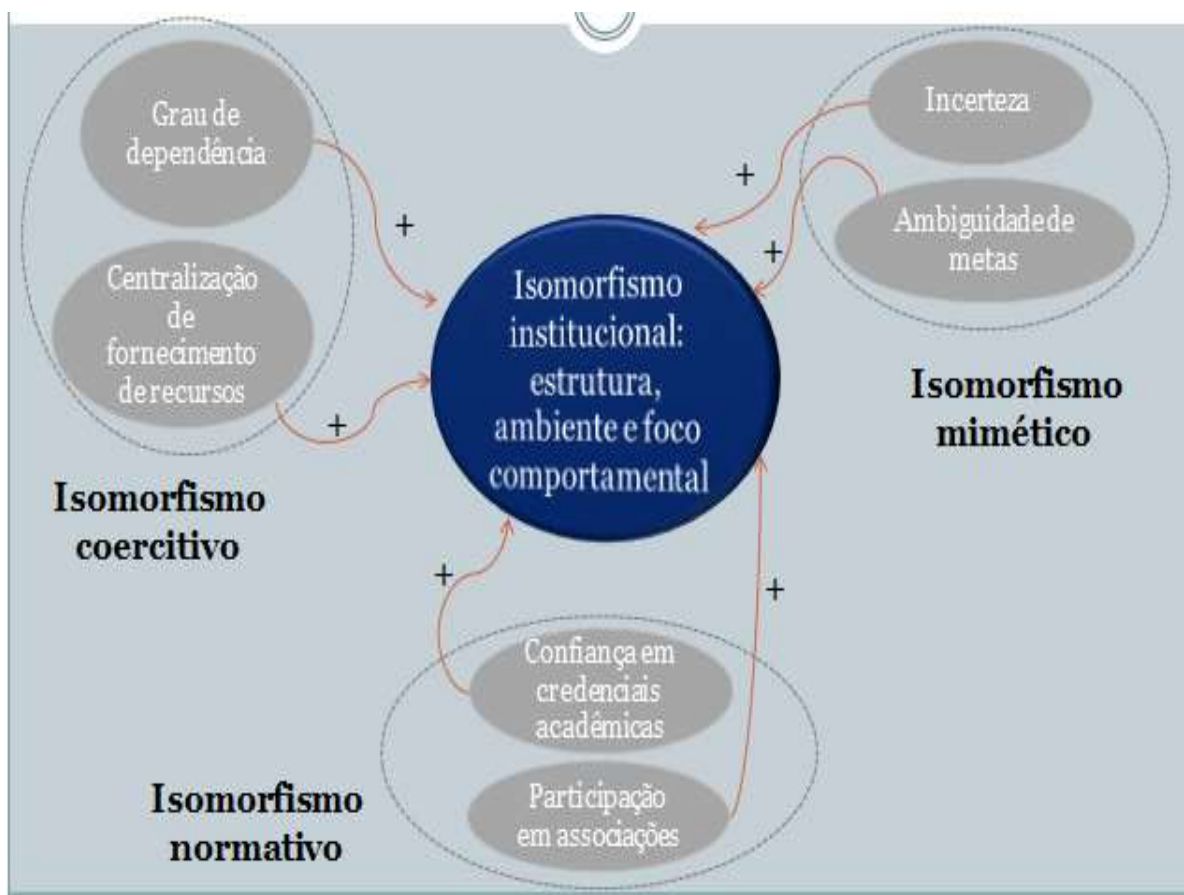 Grau de
dependência
+
Centralização
de
fornecimento
de recursos
+
Isomorfismo
coercitivo
Incerteza
+
Ambiguidade de
metas
+
Isomorfismo
mimético
Isomorfismo
institucional:
estrutura,
ambiente e foco
comportamental
+
+
Confiança em
credenciais
acadêmicas
Participação
em associações
Isomorfismo
normativo